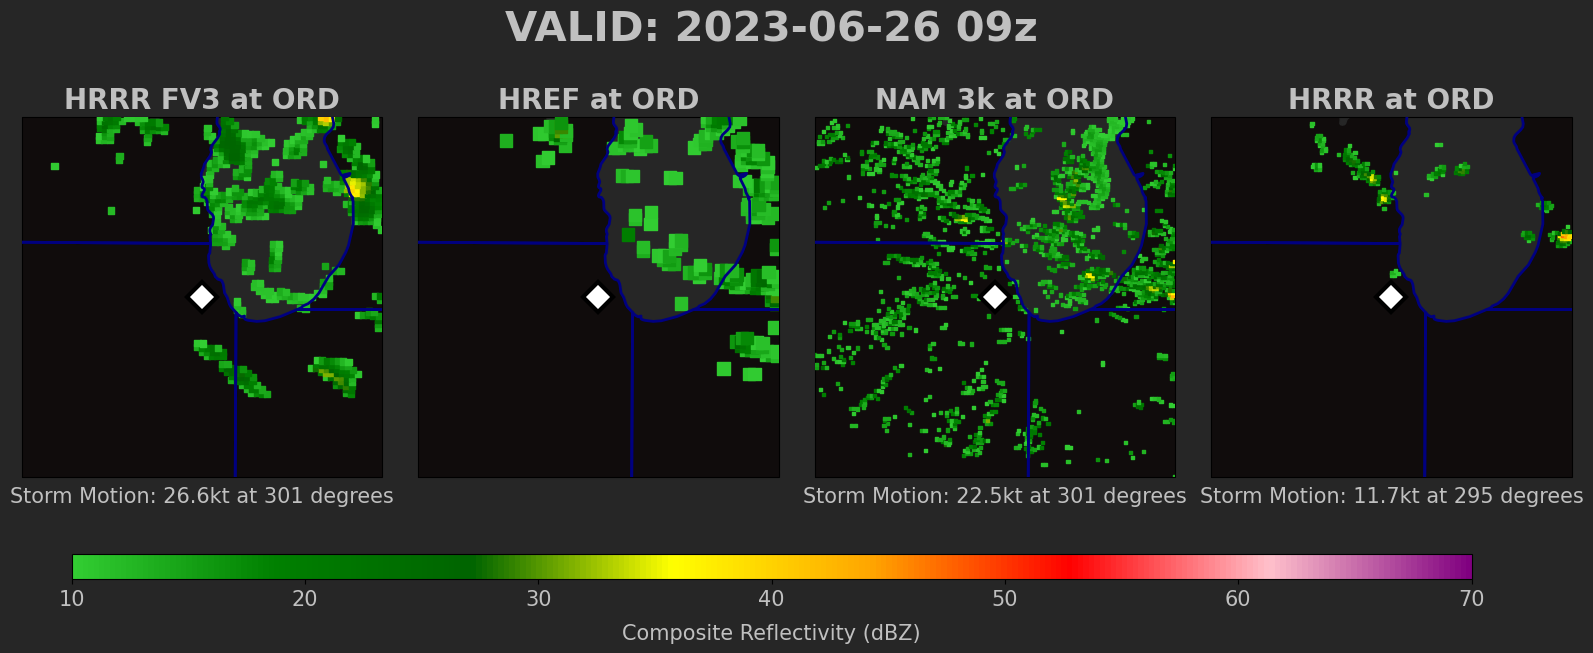 VALID: 2023-06-26 09z
HRRR FV3 at ORD
HREF at ORD
NAM 3k at ORD
HRRR at ORD
Storm Motion: 26.6kt at 301 degrees
Storm Motion: 22.5kt at 301 degrees
Storm Motion: 11.7kt at 295 degrees
10 20 30 40 50 60 70
Composite Reflectivity (dBZ)